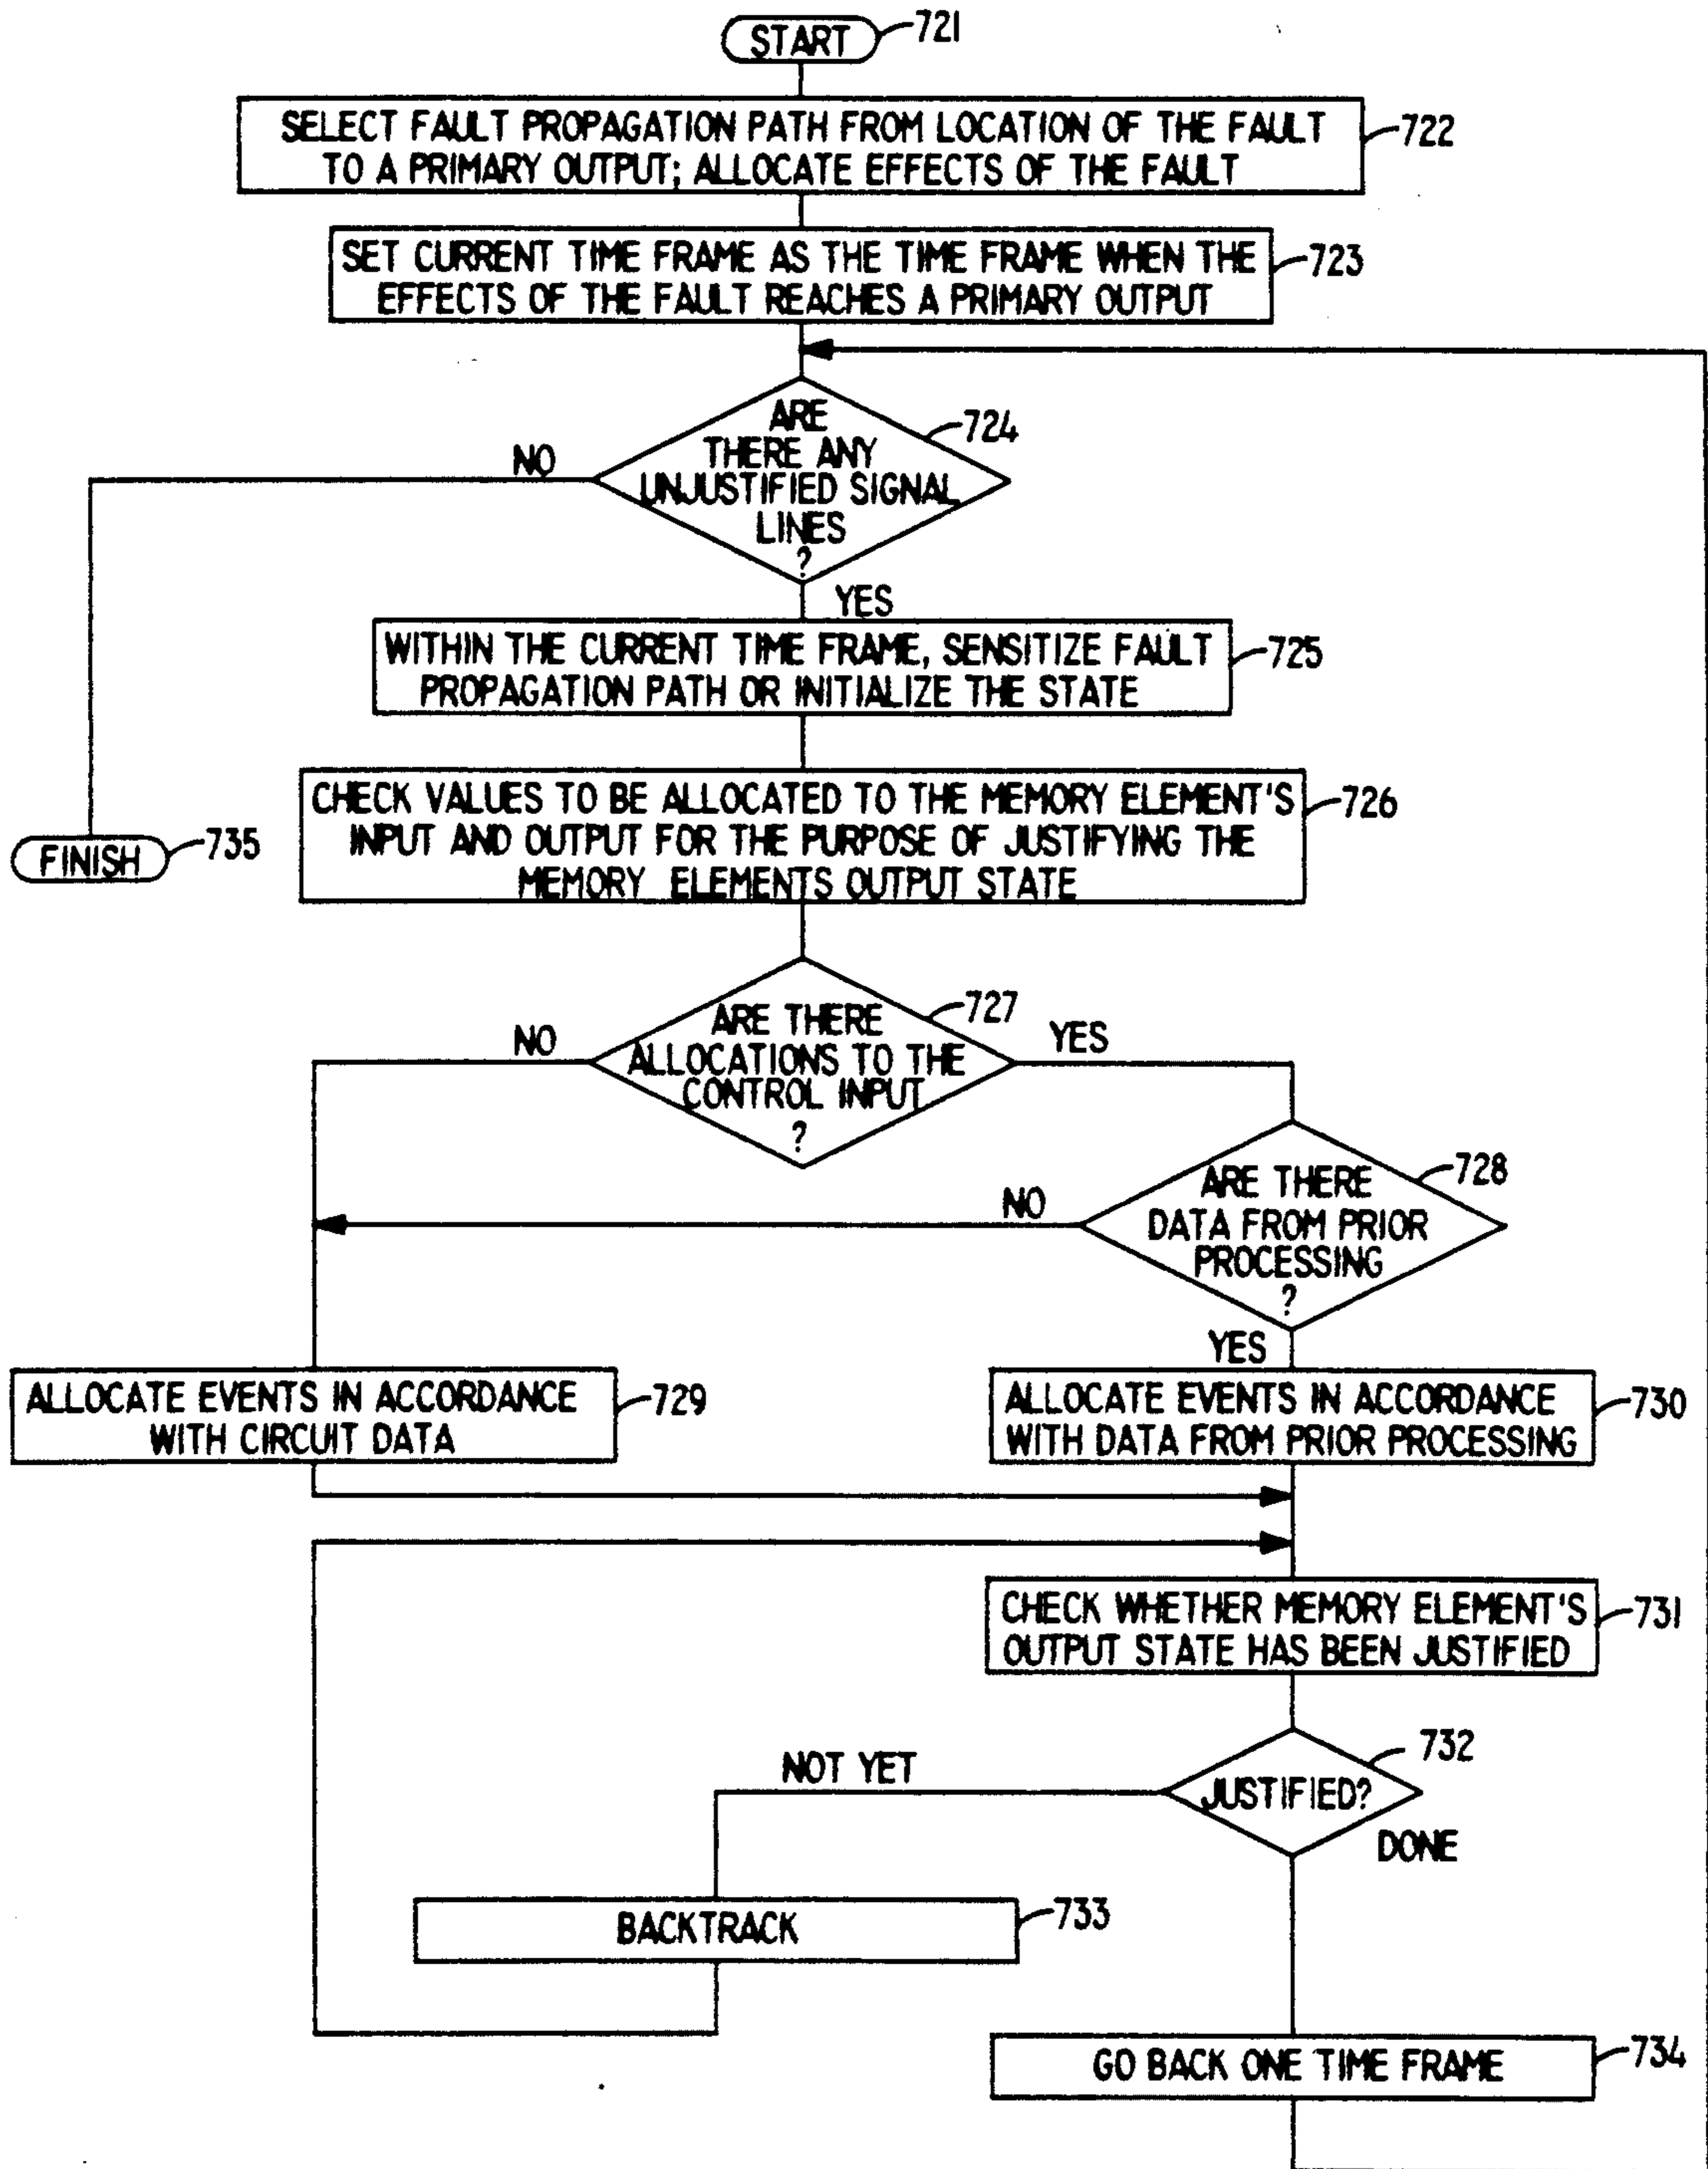 START
721
SELECT FAULT PROPAGATION PATH FROM LOCATION OF THE FAULT
TO A PRIMARY OUTPUT; ALLOCATE EFFECTS OF THE FAULT
722
SET CURRENT TIME FRAME AS THE TIME FRAME WHEN THE
EFFECTS OF THE FAULT REACHES A PRIMARY OUTPUT
723
ARE
THERE ANY
UNJUSTIFIED SIGNAL
LINES
?
724
NO
YES
WITHIN THE CURRENT TIME FRAME, SENSITIZE FAULT
PROPAGATION PATH OR INITIALIZE THE STATE
725
CHECK VALUES TO BE ALLOCATED TO THE MEMORY ELEMENT'S
INPUT AND OUTPUT FOR THE PURPOSE OF JUSTIFYING THE
MEMORY ELEMENTS OUTPUT STATE
726
FINISH
735
ARE THERE
ALLOCATIONS TO THE
CONTROL INPUT
?
727
NO
YES
ARE THERE
DATA FROM PRIOR
PROCESSING
?
728
NO
YES
ALLOCATE EVENTS IN ACCORDANCE
WITH CIRCUIT DATA
729
ALLOCATE EVENTS IN ACCORDANCE
WITH DATA FROM PRIOR PROCESSING
730
CHECK WHETHER MEMORY ELEMENT'S
OUTPUT STATE HAS BEEN JUSTIFIED
731
JUSTIFIED?
732
NOT YET
DONE
BACKTRACK
733
GO BACK ONE TIME FRAME
734